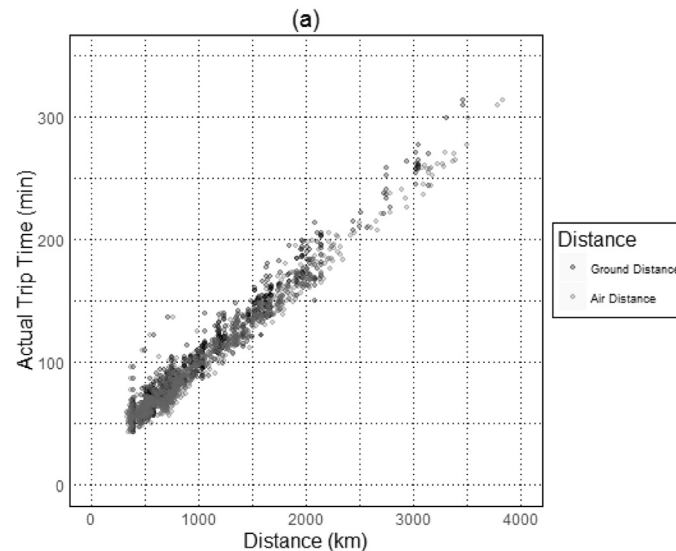 (a)
300
200
100
0
Actual Trip Time (min)
0 1000 2000 3000 4000
Distance (km)
Distance
Ground Distance
Air Distance